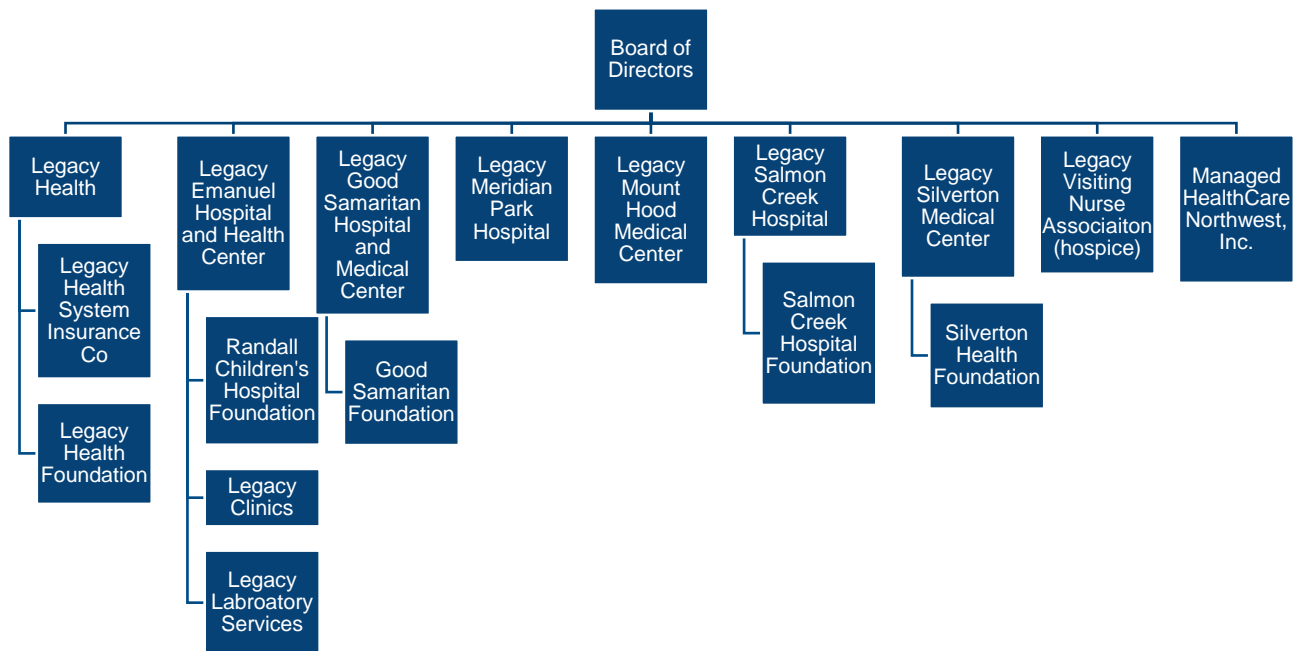 Board of
Directors
Legacy
Health
Legacy
Emanuel
Hospital
and Health
Center
Legacy
Good
Samaritan
Hospital
and
Medical
Center
Legacy
Meridian
Park
Hospital
Legacy
Mount
Hood
Medical
Center
Legacy
Salmon
Creek
Hospital
Legacy
Silverton
Medical
Center
Legacy
Visiting
Nurse
Associaiton
(hospice)
Managed
HealthCare
Northwest,
Inc.
Legacy
Health
System
Insurance
Co
Legacy
Health
Foundation
Randall
Children's
Hospital
Foundation
Legacy
Clinics
Legacy
Labroatory
Services
Good
Samaritan
Foundation
Salmon
Creek
Hospital
Foundation
Silverton
Health
Foundation